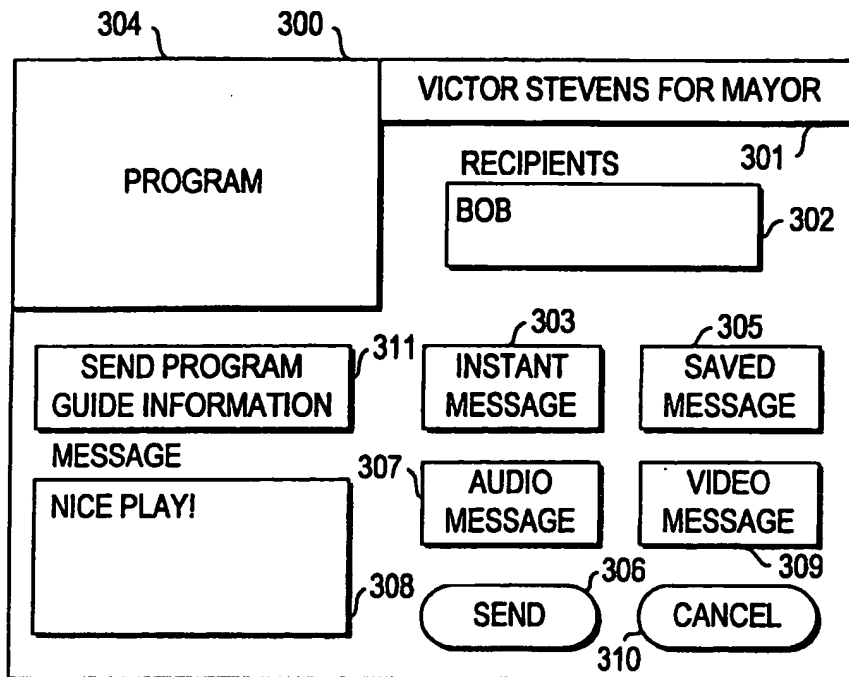 304
300
VICTOR STEVENS FOR MAYOR
301
PROGRAM
RECIPIENTS
BOB
302
303
305
SEND PROGRAM
GUIDE INFORMATION
311
INSTANT
MESSAGE
SAVED
MESSAGE
MESSAGE
NICE PLAY!
308
307
AUDIO
MESSAGE
VIDEO
MESSAGE
309
306
SEND
CANCEL
310